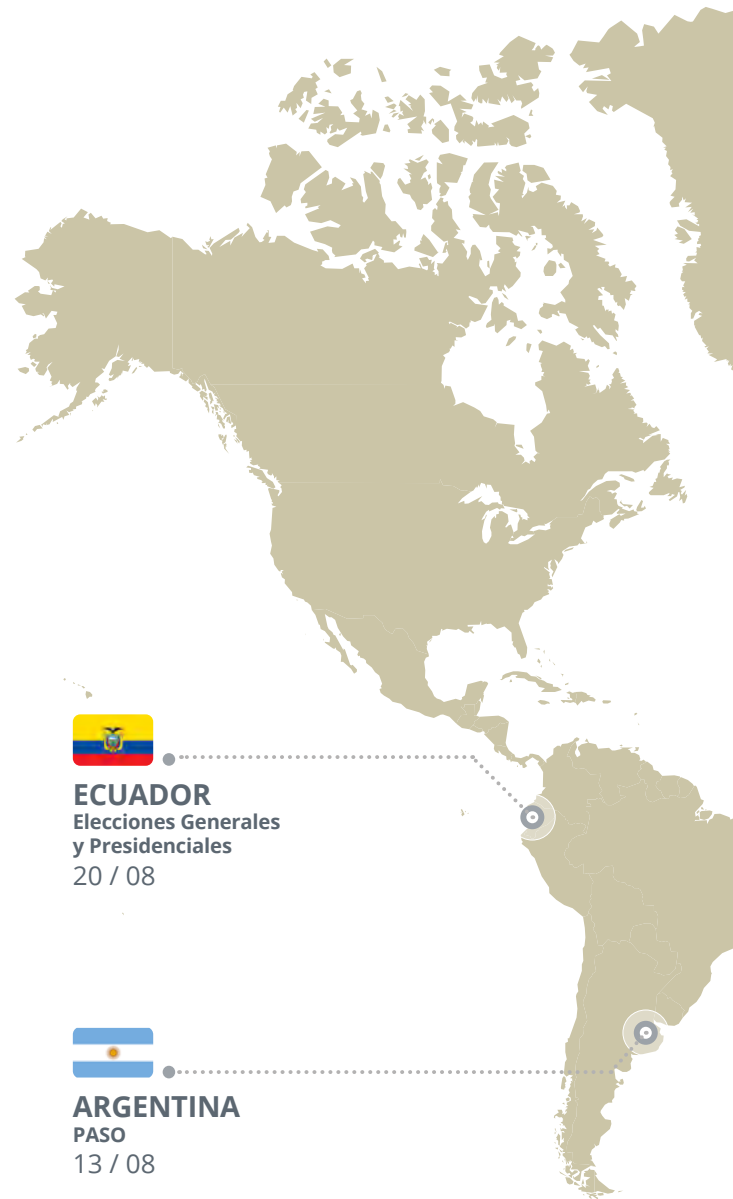 ECUADOR
Elecciones Generales
y Presidenciales
20 / 08
ARGENTINA
PASO
13 / 08